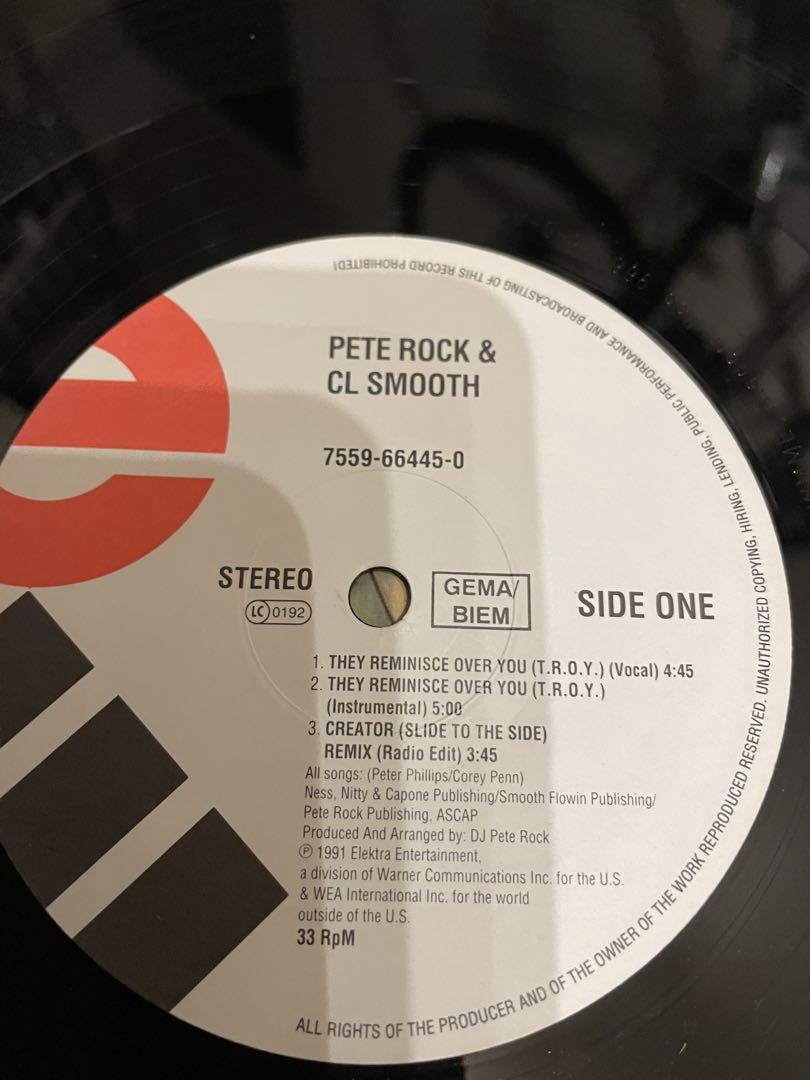 PETE ROCK &
CL SMOOTH
7559-66445-0
STEREO
LC 0192
GEMA/
BIEM
SIDE ONE
1. THEY REMINISCE OVER YOU (T.R.O.Y.) (Vocal) 4:45
2. THEY REMINISCE OVER YOU (T.R.O.Y.)
(Instrumental) 5:00
3. CREATOR (SLIDE TO THE SIDE)
REMIX (Radio Edit) 3:45
All songs: (Peter Phillips/Corey Penn)
Ness, Nitty & Capone Publishing/Smooth Flowin Publishing/
Pete Rock Publishing, ASCAP
Produced And Arranged by: DJ Pete Rock
℗ 1991 Elektra Entertainment,
a division of Warner Communications Inc. for the U.S.
& WEA International Inc. for the world
outside of the U.S.
33 RpM
ALL RIGHTS OF THE PRODUCER AND OF THE OWNER OF THE WORK REPRODUCED RESERVED. UNAUTHORIZED COPYING, HIRING, LENDING, PUBLIC PERFORMANCE AND BROADCASTING OF THIS RECORD PROHIBITED!